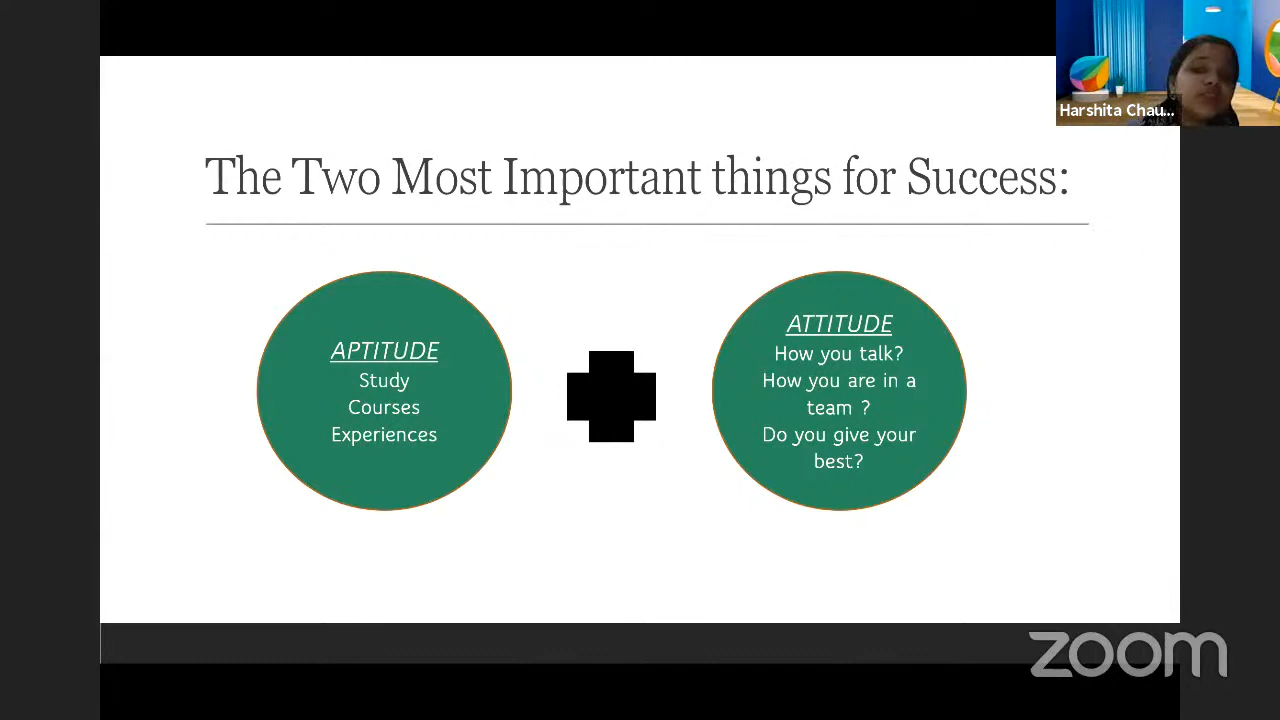 Harshita Chau...
The Two Most Important things for Success:
APTITUDE
Study
Courses
Experiences
ATTITUDE
How you talk?
How you are in a
team ?
Do you give your
best?
zoom